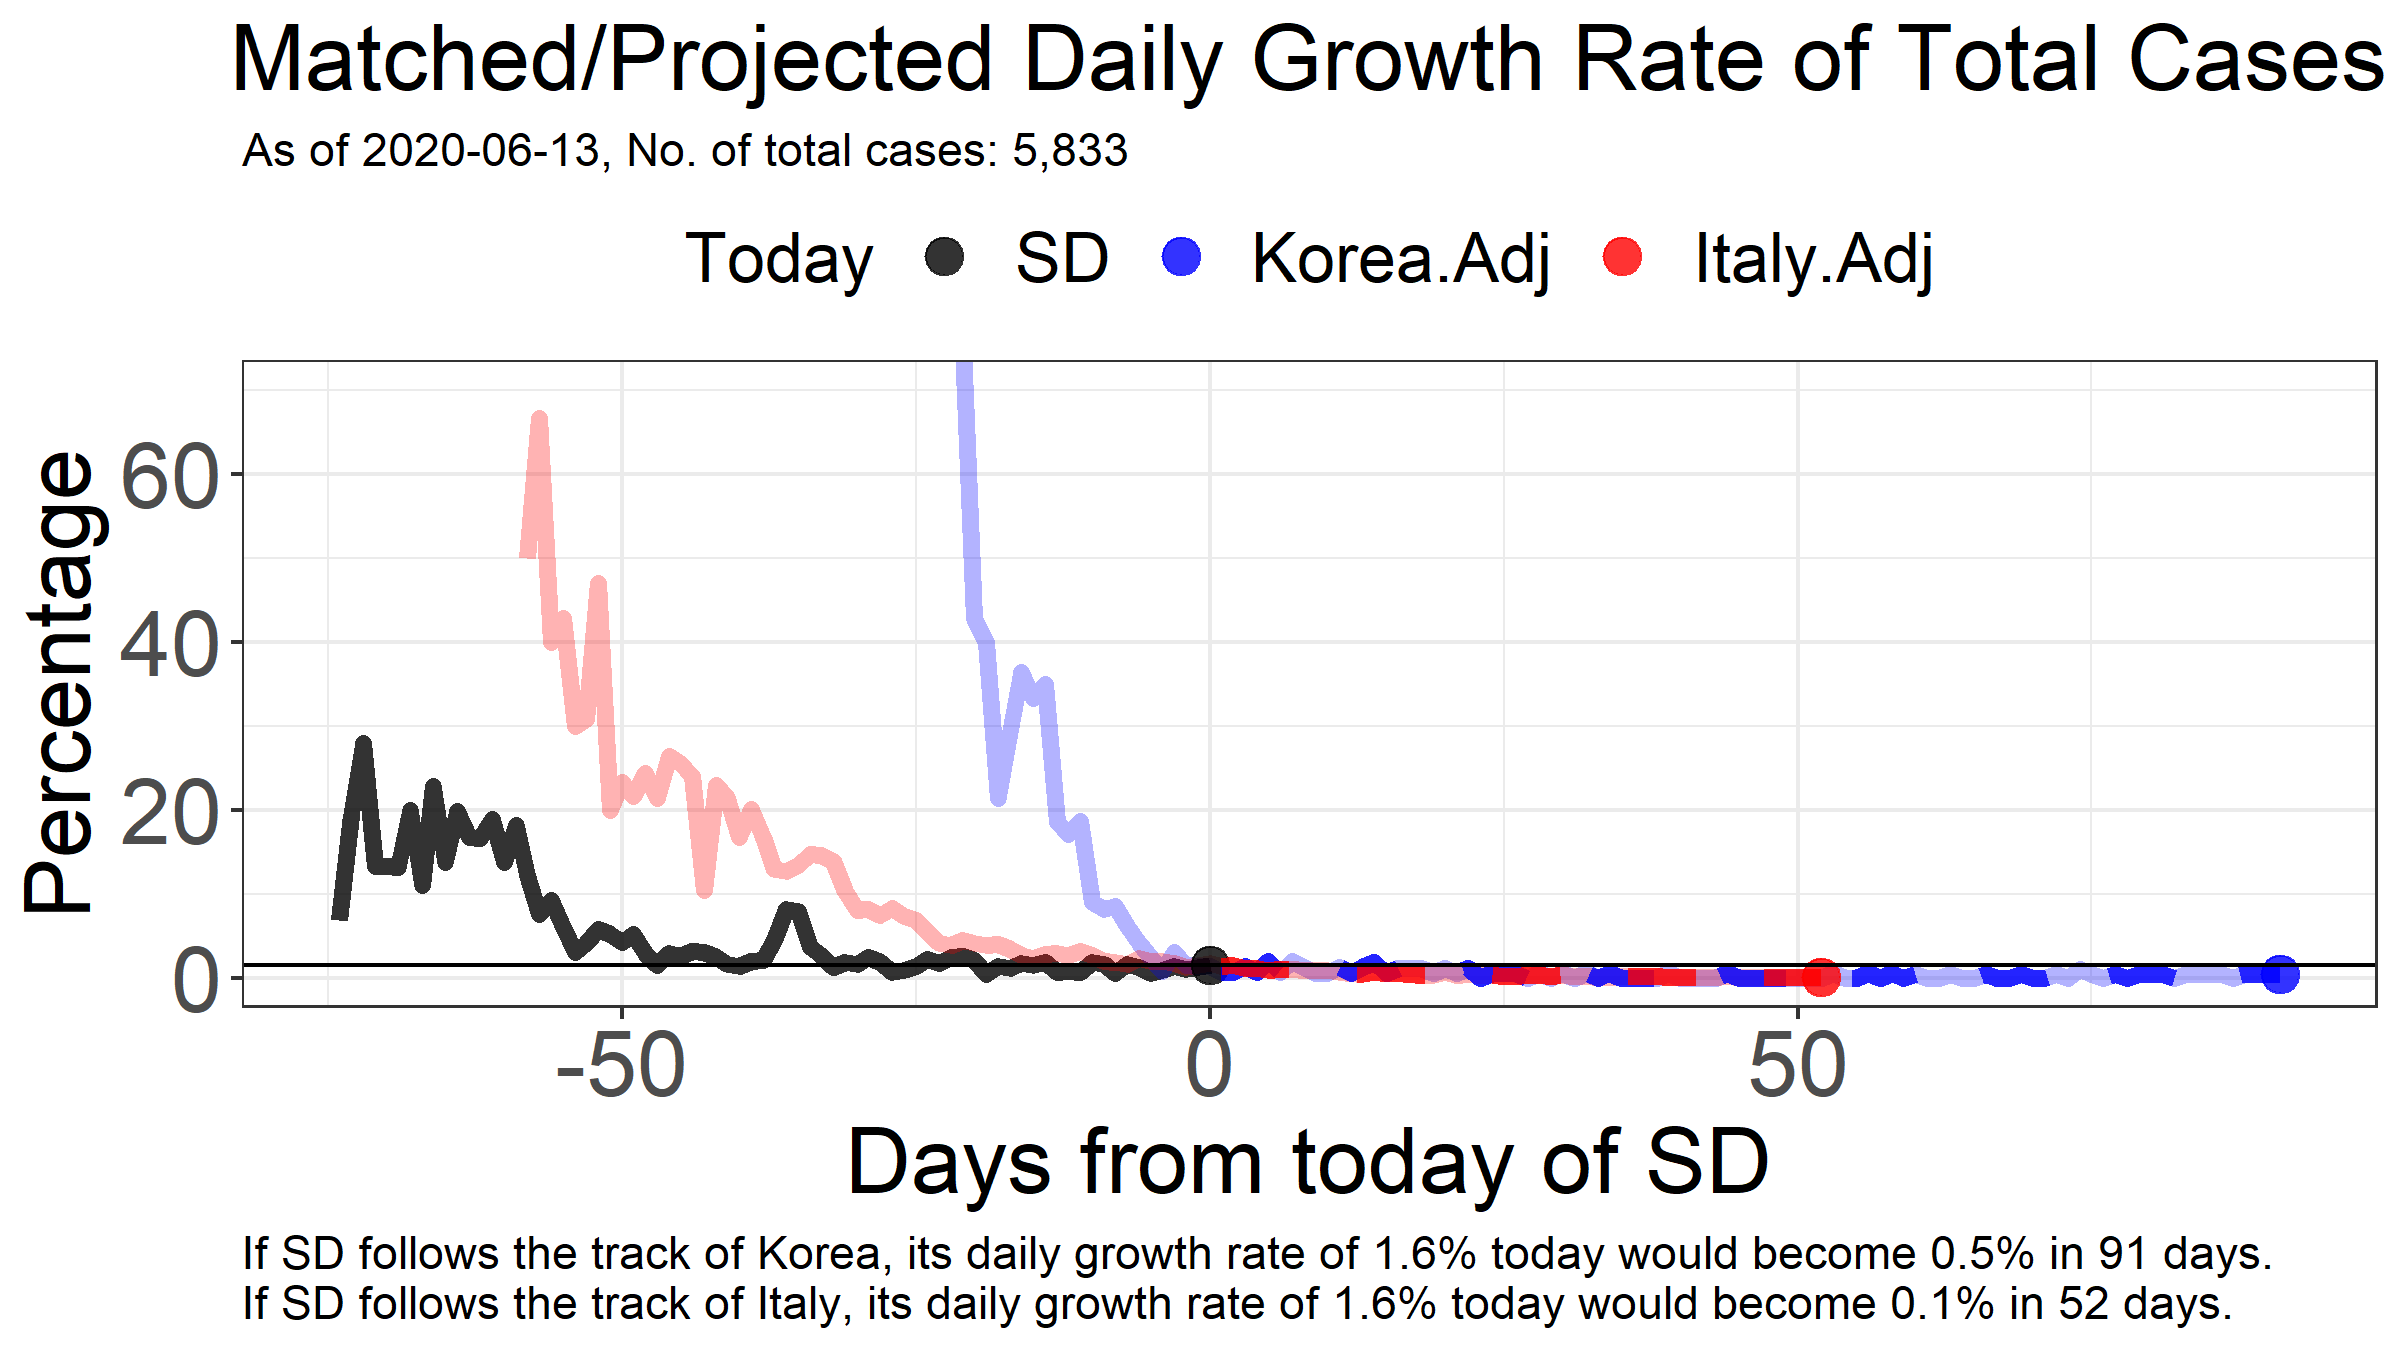 Matched/Projected Daily Growth Rate of Total Cases
As of 2020-06-13, No. of total cases: 5,833
Today SD Korea.Adj Italy.Adj
Percentage
60
40
20
0
-50 0 50
Days from today of SD
If SD follows the track of Korea, its daily growth rate of 1.6% today would become 0.5% in 91 days.
If SD follows the track of Italy, its daily growth rate of 1.6% today would become 0.1% in 52 days.